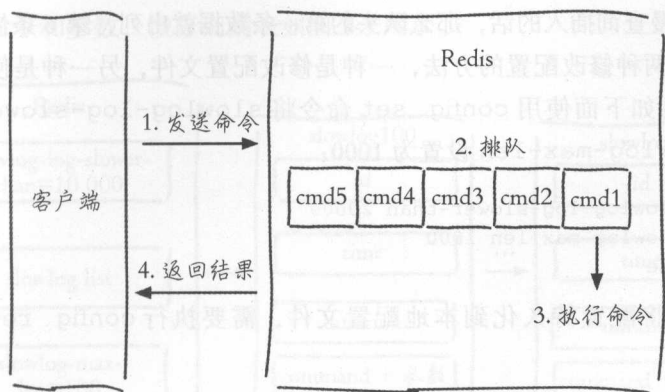 Redis
1. 发送命令
2. 排队
客户端
cmd5 cmd4 cmd3 cmd2 cmd1
4. 返回结果
3. 执行命令